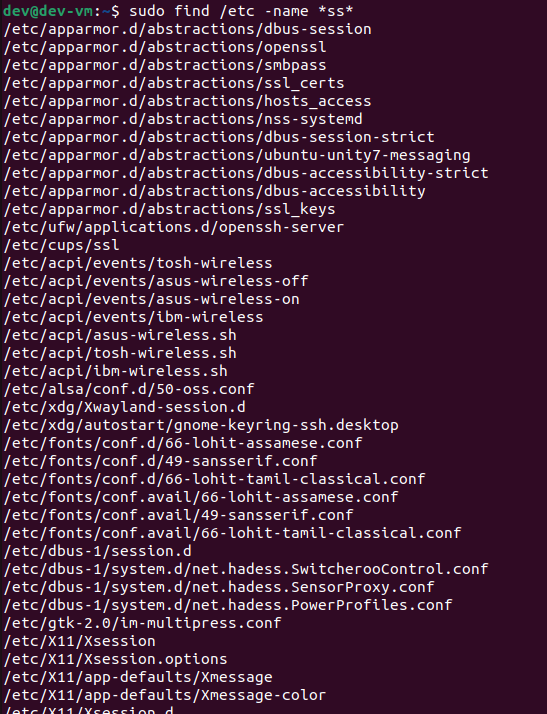 dev@dev-vm:~$ sudo find /etc -name *ss*
/etc/apparmor.d/abstractions/dbus-session
/etc/apparmor.d/abstractions/openssl
/etc/apparmor.d/abstractions/smbpass
/etc/apparmor.d/abstractions/ssl_certs
/etc/apparmor.d/abstractions/hosts_access
/etc/apparmor.d/abstractions/nss-systemd
/etc/apparmor.d/abstractions/dbus-session-strict
/etc/apparmor.d/abstractions/ubuntu-unity7-messaging
/etc/apparmor.d/abstractions/dbus-accessibility-strict
/etc/apparmor.d/abstractions/dbus-accessibility
/etc/apparmor.d/abstractions/ssl_keys
/etc/ufw/applications.d/openssh-server
/etc/cups/ssl
/etc/acpi/events/tosh-wireless
/etc/acpi/events/asus-wireless-off
/etc/acpi/events/asus-wireless-on
/etc/acpi/events/ibm-wireless
/etc/acpi/asus-wireless.sh
/etc/acpi/tosh-wireless.sh
/etc/acpi/ibm-wireless.sh
/etc/alsa/conf.d/50-oss.conf
/etc/xdg/Xwayland-session.d
/etc/xdg/autostart/gnome-keyring-ssh.desktop
/etc/fonts/conf.d/66-lohit-assamese.conf
/etc/fonts/conf.d/49-sansserif.conf
/etc/fonts/conf.d/66-lohit-tamil-classical.conf
/etc/fonts/conf.avail/66-lohit-assamese.conf
/etc/fonts/conf.avail/49-sansserif.conf
/etc/fonts/conf.avail/66-lohit-tamil-classical.conf
/etc/dbus-1/session.d
/etc/dbus-1/system.d/net.hadess.SwitcherooControl.conf
/etc/dbus-1/system.d/net.hadess.SensorProxy.conf
/etc/dbus-1/system.d/net.hadess.PowerProfiles.conf
/etc/gtk-2.0/im-multipress.conf
/etc/X11/Xsession
/etc/X11/Xsession.options
/etc/X11/app-defaults/Xmessage
/etc/X11/app-defaults/Xmessage-color
/etc/X11/Xsession.d